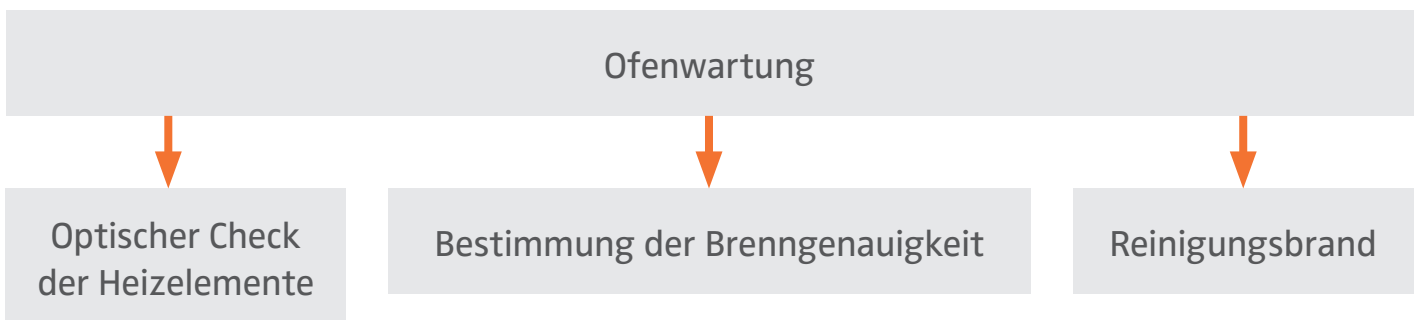 Ofenwartung
Optischer Check
der Heizelemente
Bestimmung der Brenngenauigkeit
Reinigungsbrand